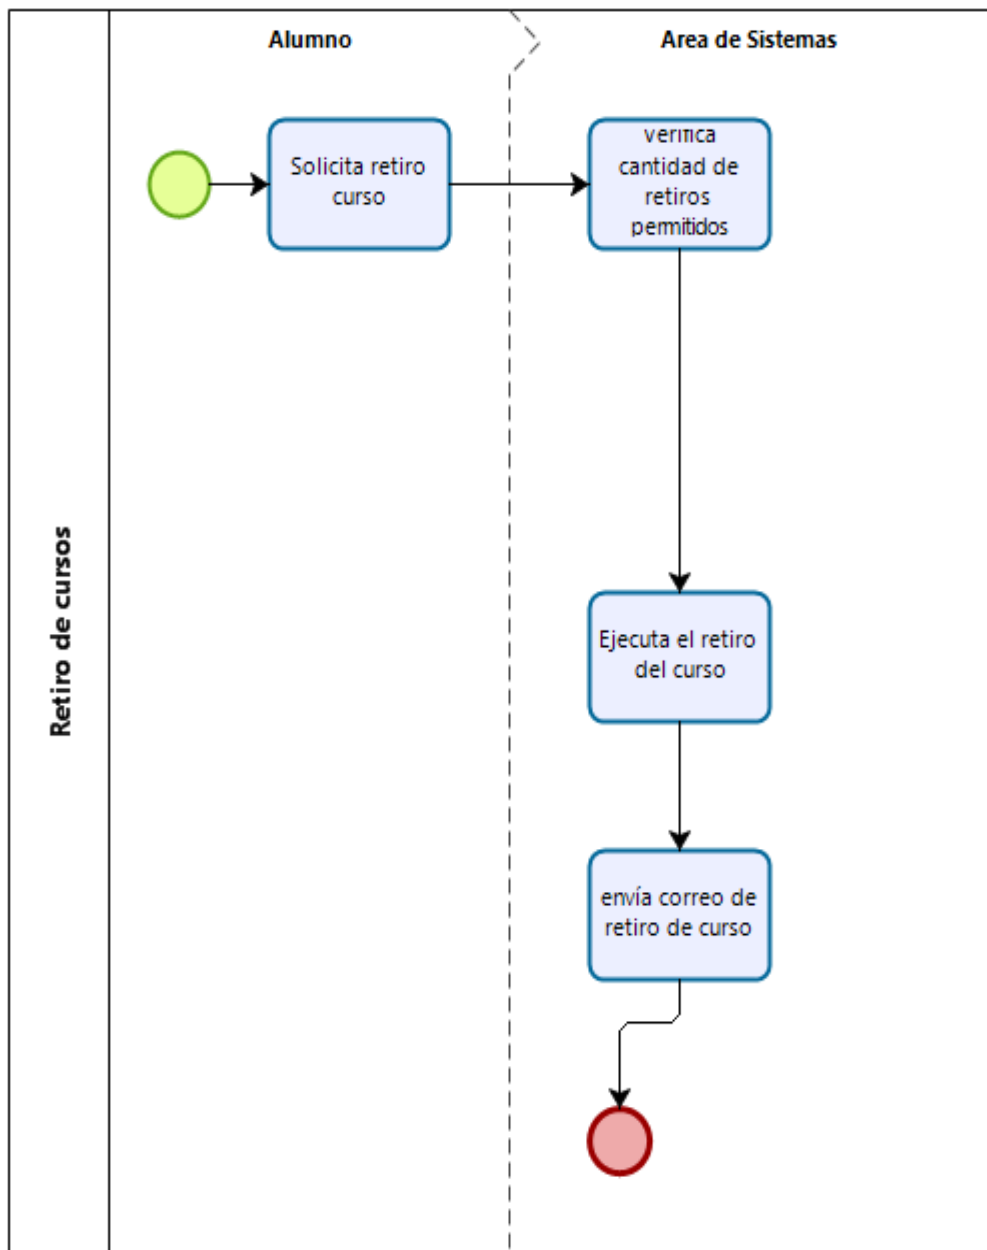 Alumno
Area de Sistemas
Solicita retiro
curso
verifica
cantidad de
retiros
permitidos
Retiro de cursos
Ejecuta el retiro
del curso
envía correo de
retiro de curso